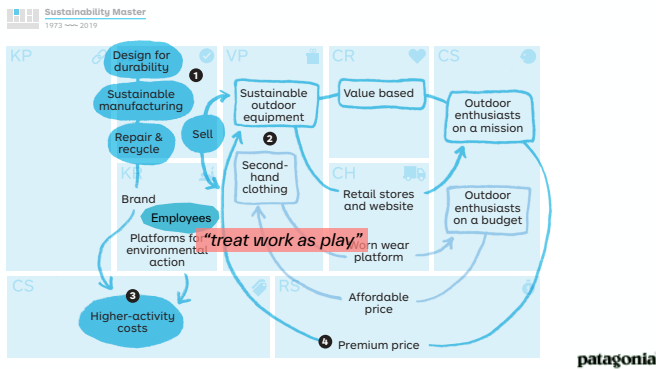 Sustainability Master
1973 — 2019
KP
VP
CR
CS
Design for
durability
Sustainable
manufacturing
Repair &
recycle
1
Sell
Sustainable
outdoor
equipment
2
Value based
Outdoor
enthusiasts
on a mission
Second-
hand
clothing
KR
CH
Retail stores
and website
Outdoor
enthusiasts
on a budget
Brand
Employees
Platforms for
environmental
action
“treat work as play”
Worn wear
platform
CS
RS
3
Higher-activity
costs
Affordable
price
4
Premium price
patagonia